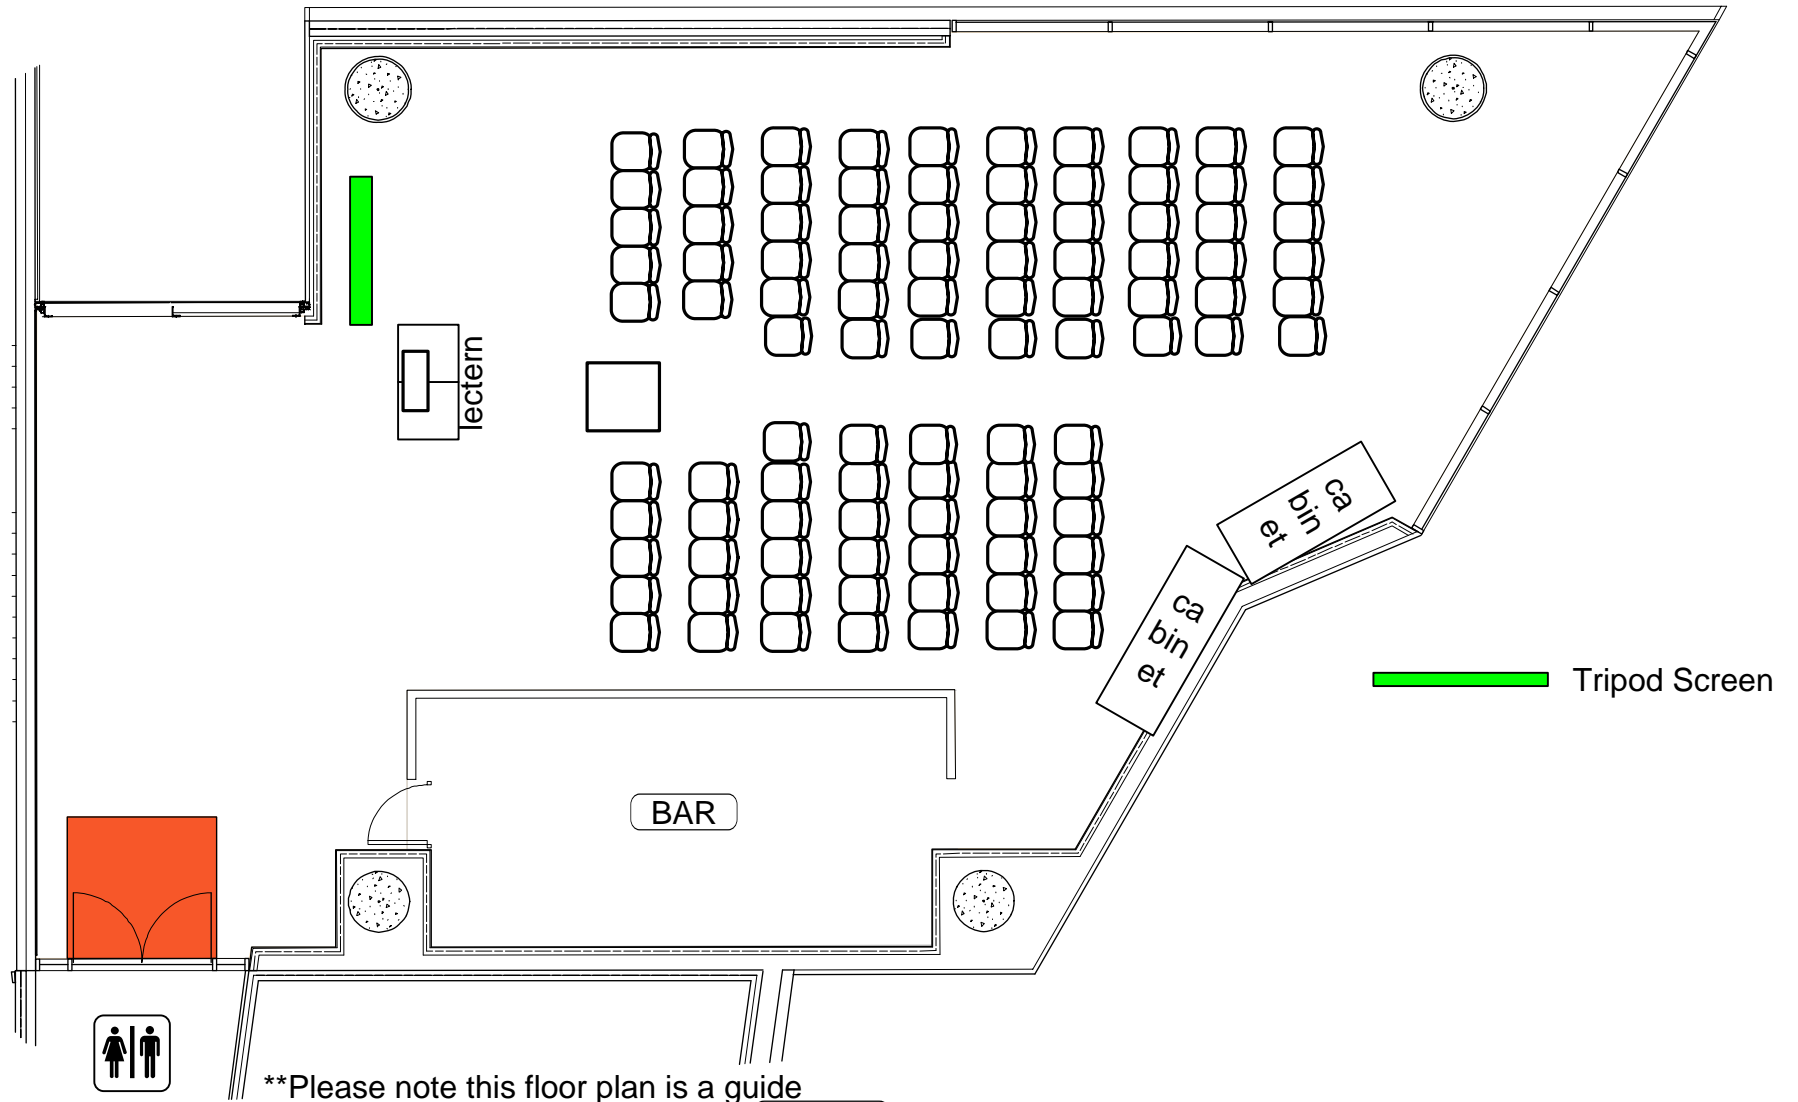 lectern
ca
bin
et
ca
bin
et
Tripod Screen
BAR
**Please note this floor plan is a guide